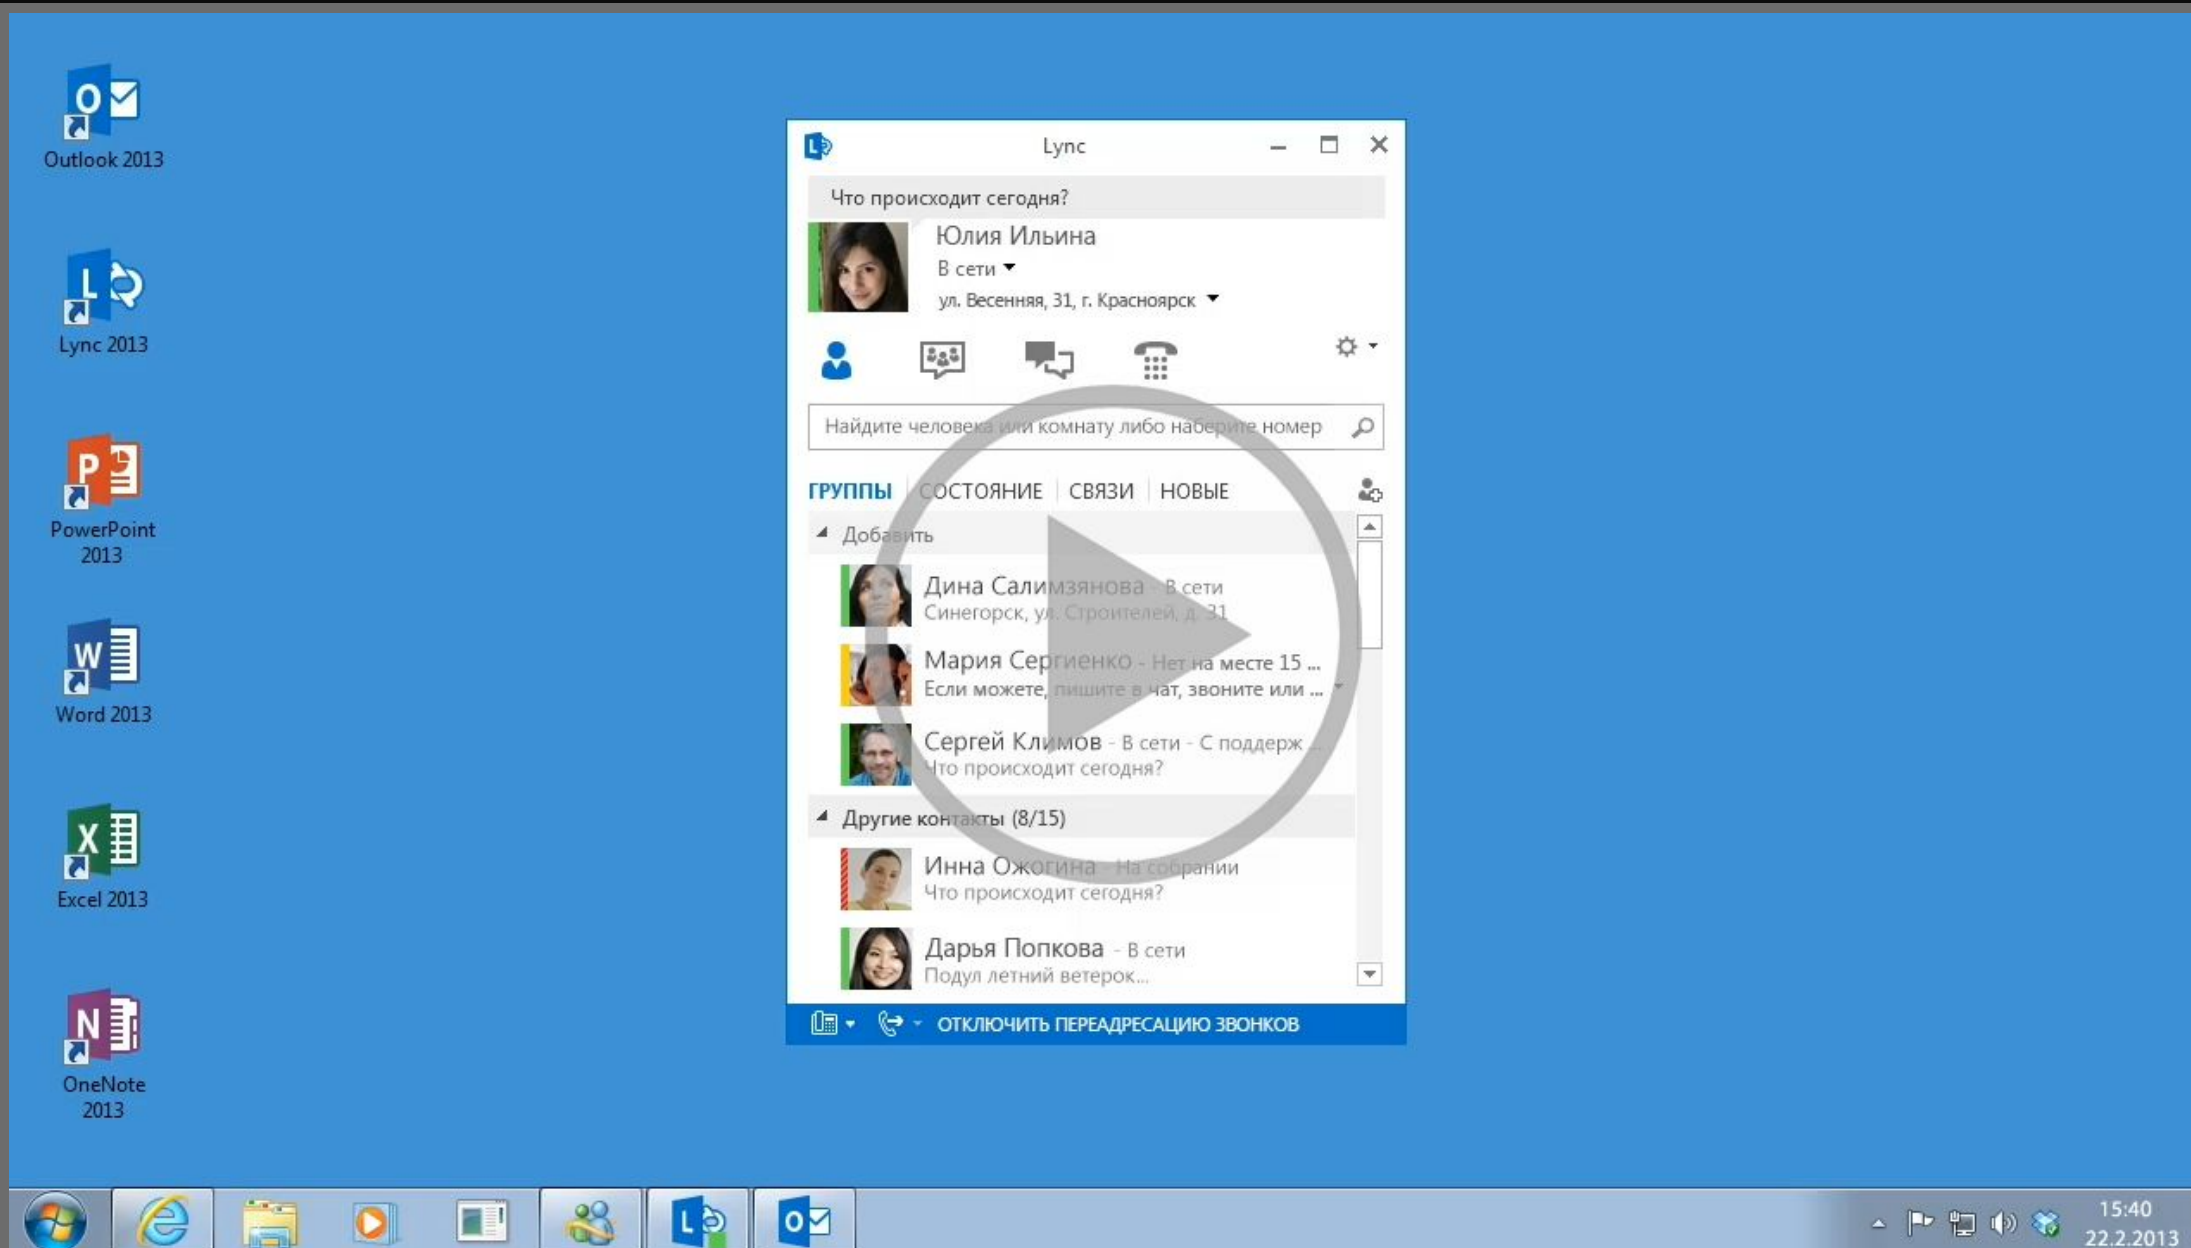 Outlook 2013
Lync 2013
PowerPoint
2013
Word 2013
Excel 2013
OneNote
2013
Lync
Что происходит сегодня?
Юлия Ильина
В сети
ул. Весенняя, 31, г. Красноярск
Найдите человека или комнату либо наберите номер
ГРУППЫ СОСТОЯНИЕ СВЯЗИ НОВЫЕ
Добавить
Дина Салимзянова - В сети
Синегорск, ул. Строителей, д. 31
Мария Сергиенко - Нет на месте 15 ...
Если можете, пишите в чат, звоните или ...
Сергей Климов - В сети - С поддерж ...
Что происходит сегодня?
Другие контакты (8/15)
Инна Ожогина - На собрании
Что происходит сегодня?
Дарья Попкова - В сети
Подул летний ветерок...
ОТКЛЮЧИТЬ ПЕРЕАДРЕСАЦИЮ ЗВОНКОВ
15:40
22.2.2013